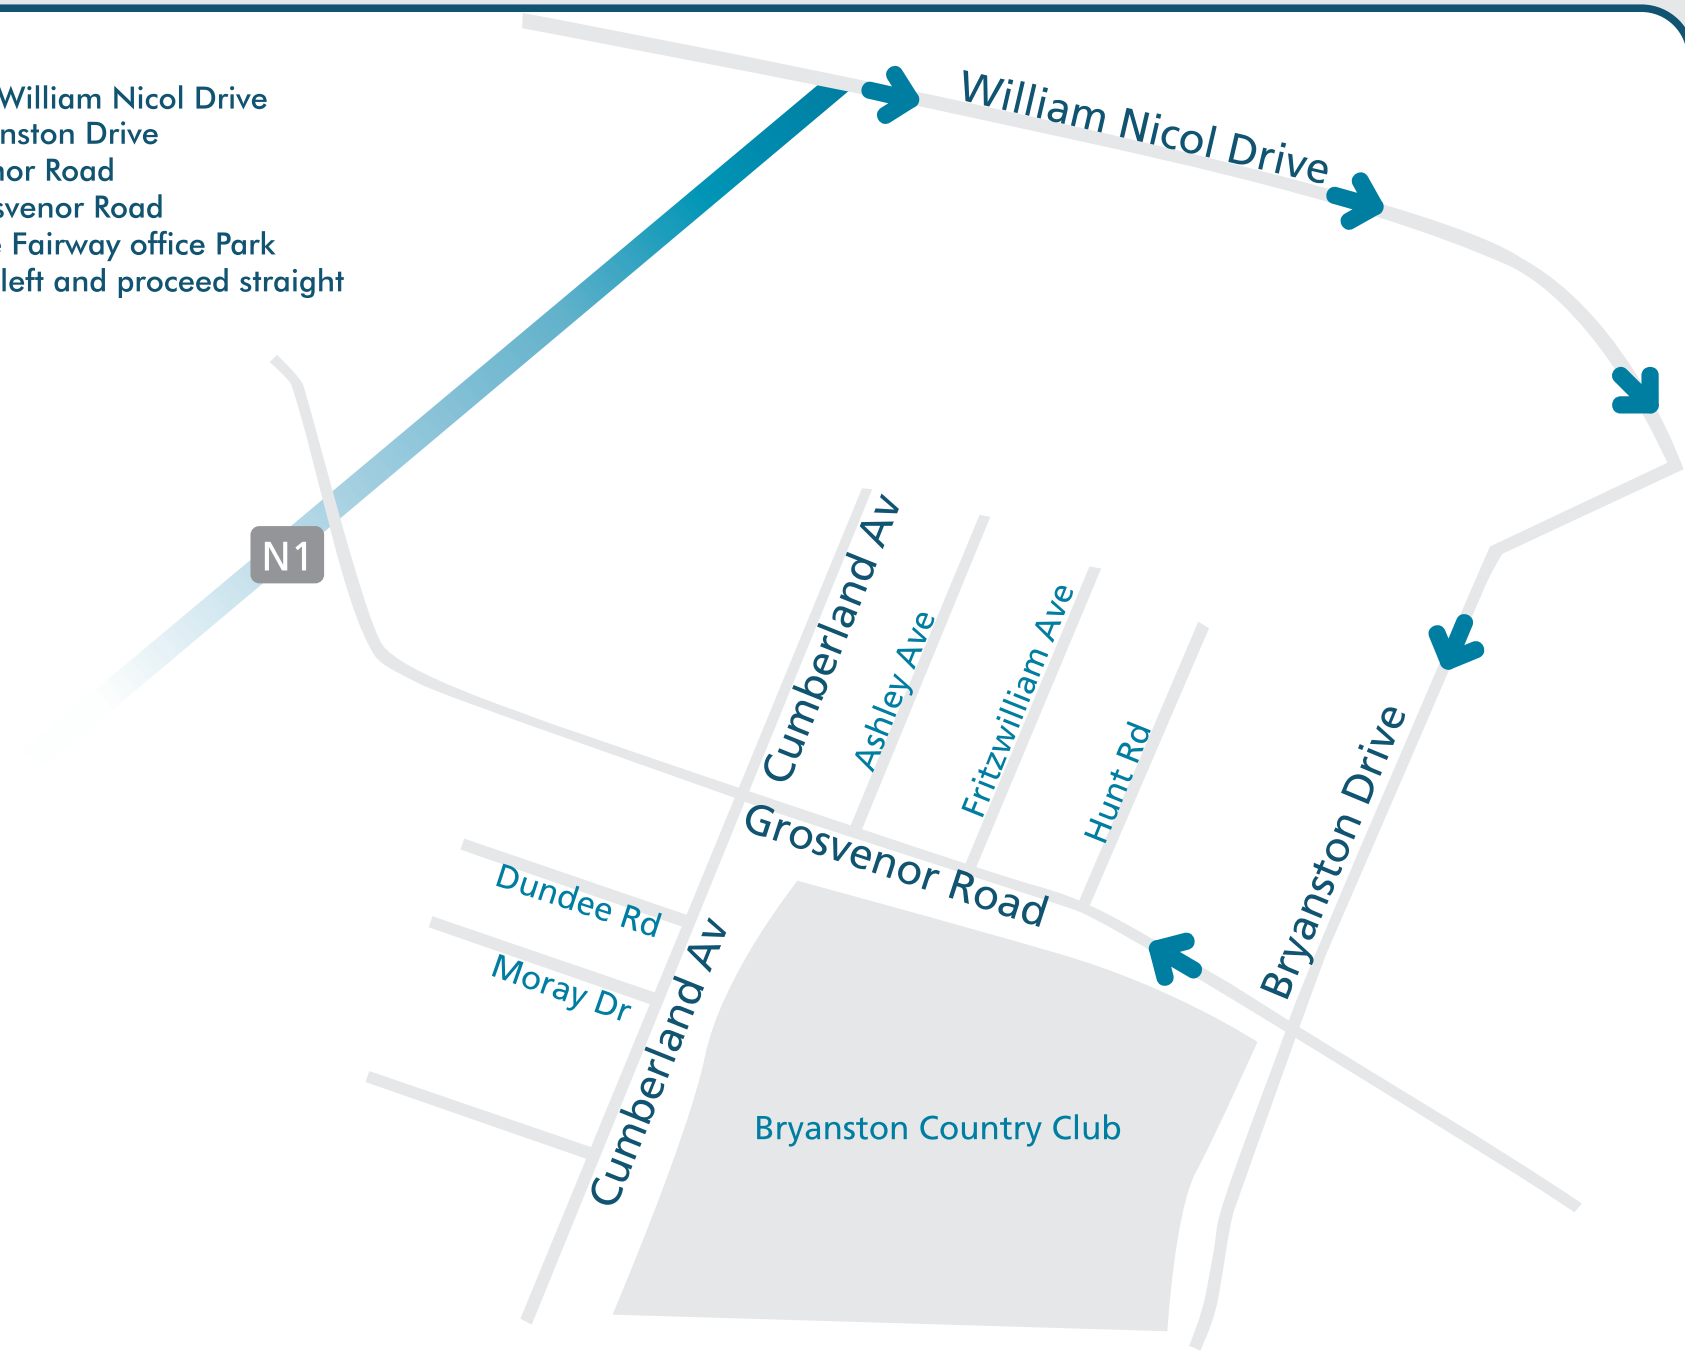 William Nicol Drive
nston Drive
nor Road
svenor Road
e Fairway office Park
left and proceed straight
William Nicol Drive
N1
Cumberland Av
Ashley Ave
Fritzwilliam Ave
Hunt Rd
Bryanston Drive
Grosvenor Road
Dundee Rd
Moray Dr
Cumberland Av
Bryanston Country Club